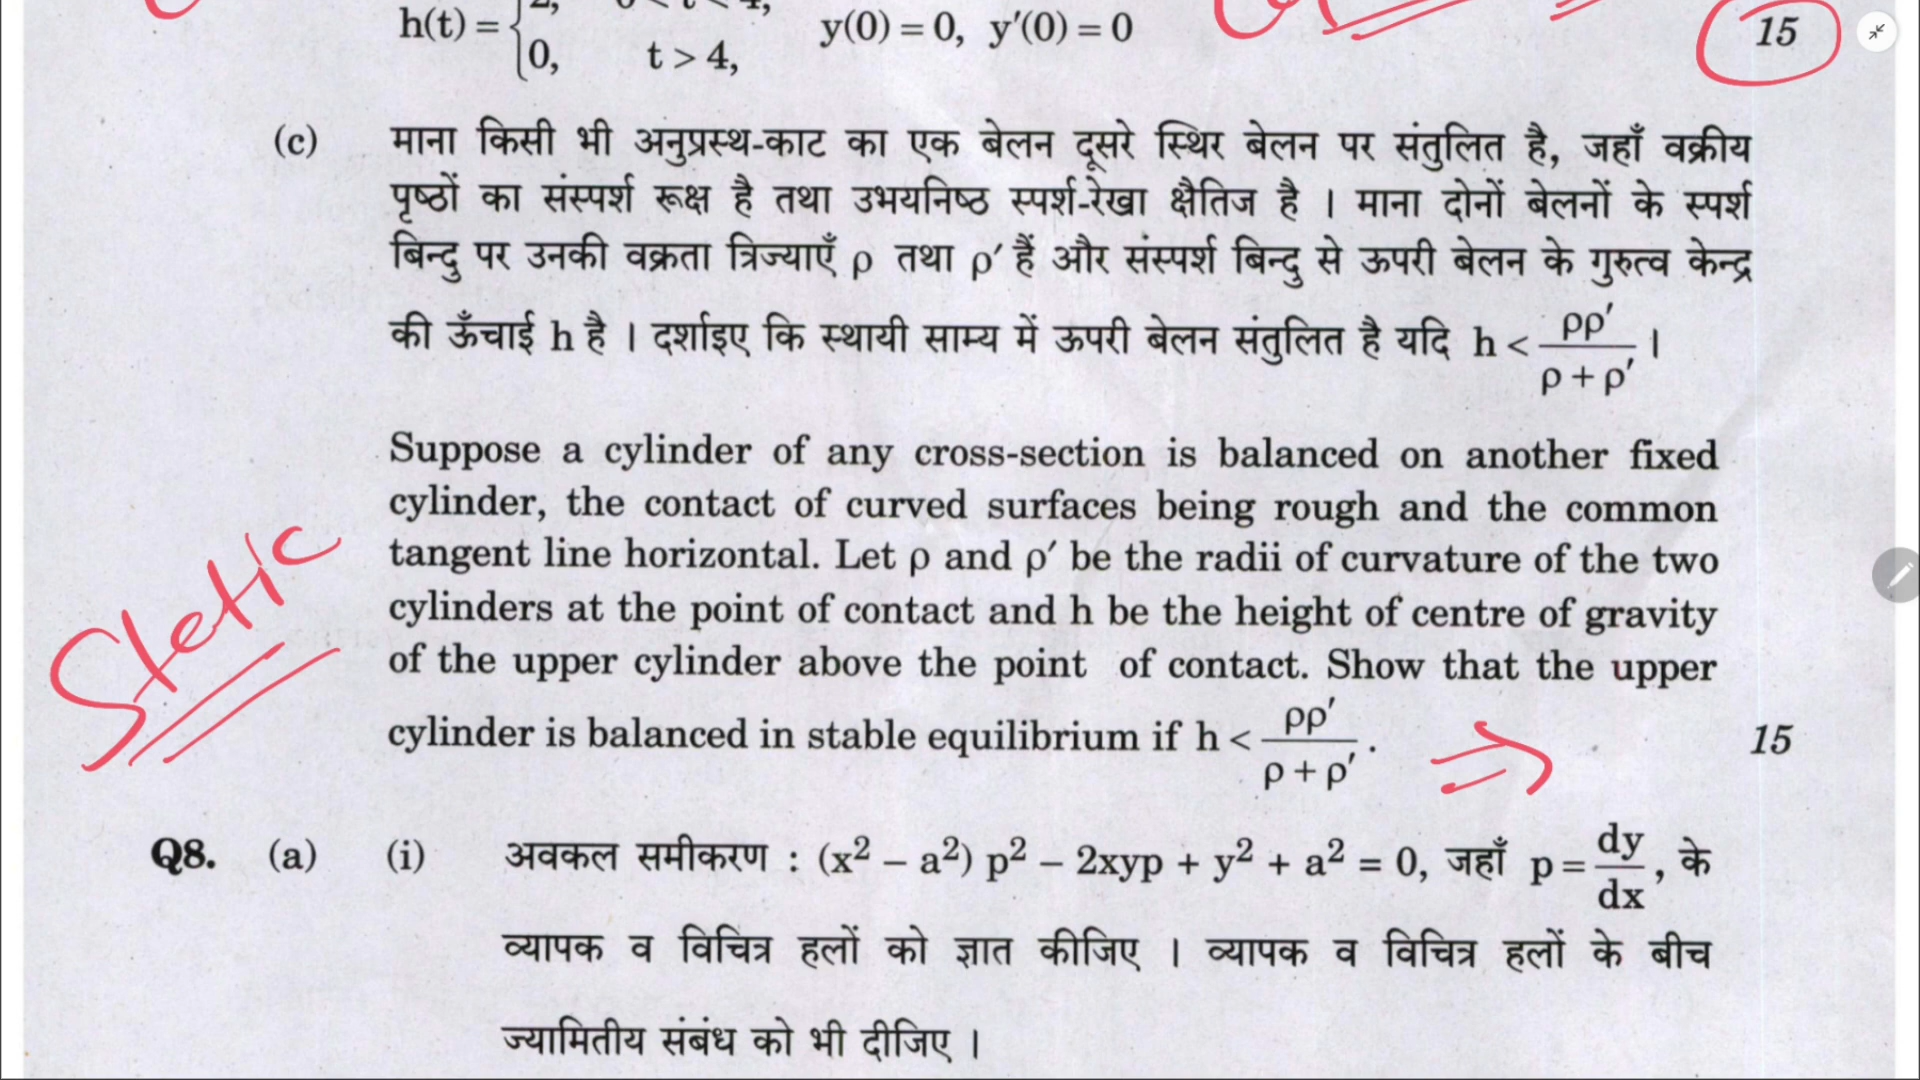 h(t) = { 2, 0 < t < 4,
0, t > 4, y(0) = 0, y′(0) = 0
15
(c) माना किसी भी अनुप्रस्थ-काट का एक बेलन दूसरे स्थिर बेलन पर संतुलित है, जहाँ वक्रीय
पृष्ठों का संस्पर्श रूक्ष है तथा उभयनिष्ठ स्पर्श-रेखा क्षैतिज है । माना दोनों बेलनों के स्पर्श
बिन्दु पर उनकी वक्रता त्रिज्याएँ ρ तथा ρ′ हैं और संस्पर्श बिन्दु से ऊपरी बेलन के गुरुत्व केन्द्र
की ऊँचाई h है । दर्शाइए कि स्थायी साम्य में ऊपरी बेलन संतुलित है यदि h < ρρ′ / ρ + ρ′ ।
Suppose a cylinder of any cross-section is balanced on another fixed
cylinder, the contact of curved surfaces being rough and the common
tangent line horizontal. Let ρ and ρ′ be the radii of curvature of the two
cylinders at the point of contact and h be the height of centre of gravity
of the upper cylinder above the point of contact. Show that the upper
cylinder is balanced in stable equilibrium if h < ρρ′ / ρ + ρ′ . 15
Stetic
Q8. (a) (i) अवकल समीकरण : (x² – a²) p² – 2xyp + y² + a² = 0, जहाँ p = dy/dx, के
व्यापक व विचित्र हलों को ज्ञात कीजिए । व्यापक व विचित्र हलों के बीच
ज्यामितीय संबंध को भी दीजिए ।